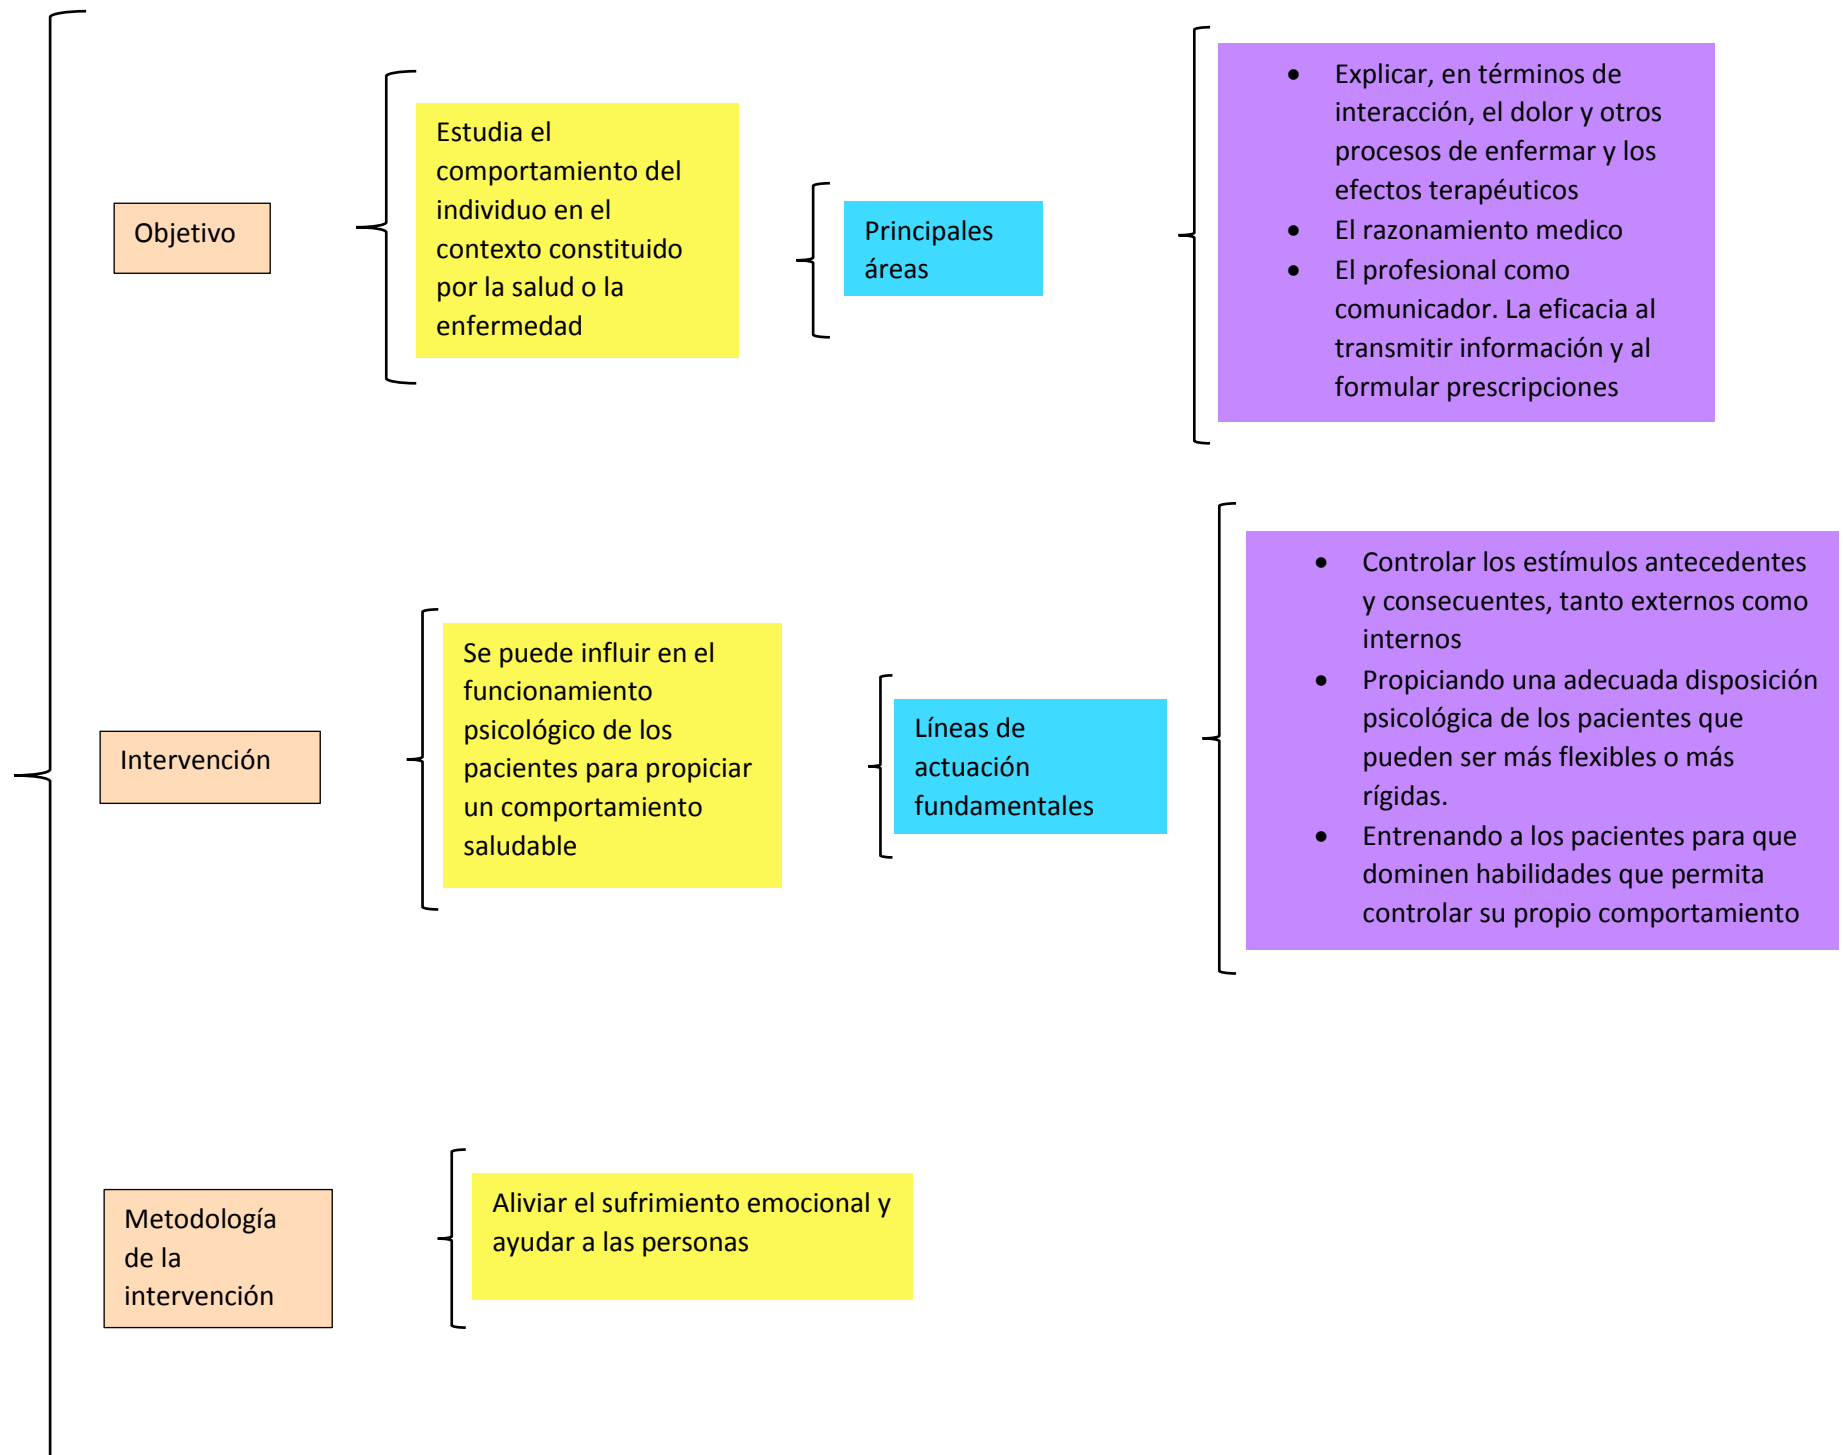 Objetivo
Estudia el
comportamiento del
individuo en el
contexto constituido
por la salud o la
enfermedad
Principales
áreas
• Explicar, en términos de
interacción, el dolor y otros
procesos de enfermar y los
efectos terapéuticos
• El razonamiento medico
• El profesional como
comunicador. La eficacia al
transmitir información y al
formular prescripciones
Intervención
Se puede influir en el
funcionamiento
psicológico de los
pacientes para propiciar
un comportamiento
saludable
Líneas de
actuación
fundamentales
• Controlar los estímulos antecedentes
y consecuentes, tanto externos como
internos
• Propiciando una adecuada disposición
psicológica de los pacientes que
pueden ser más flexibles o más
rígidas.
• Entrenando a los pacientes para que
dominen habilidades que permita
controlar su propio comportamiento
Metodología
de la
intervención
Aliviar el sufrimiento emocional y
ayudar a las personas